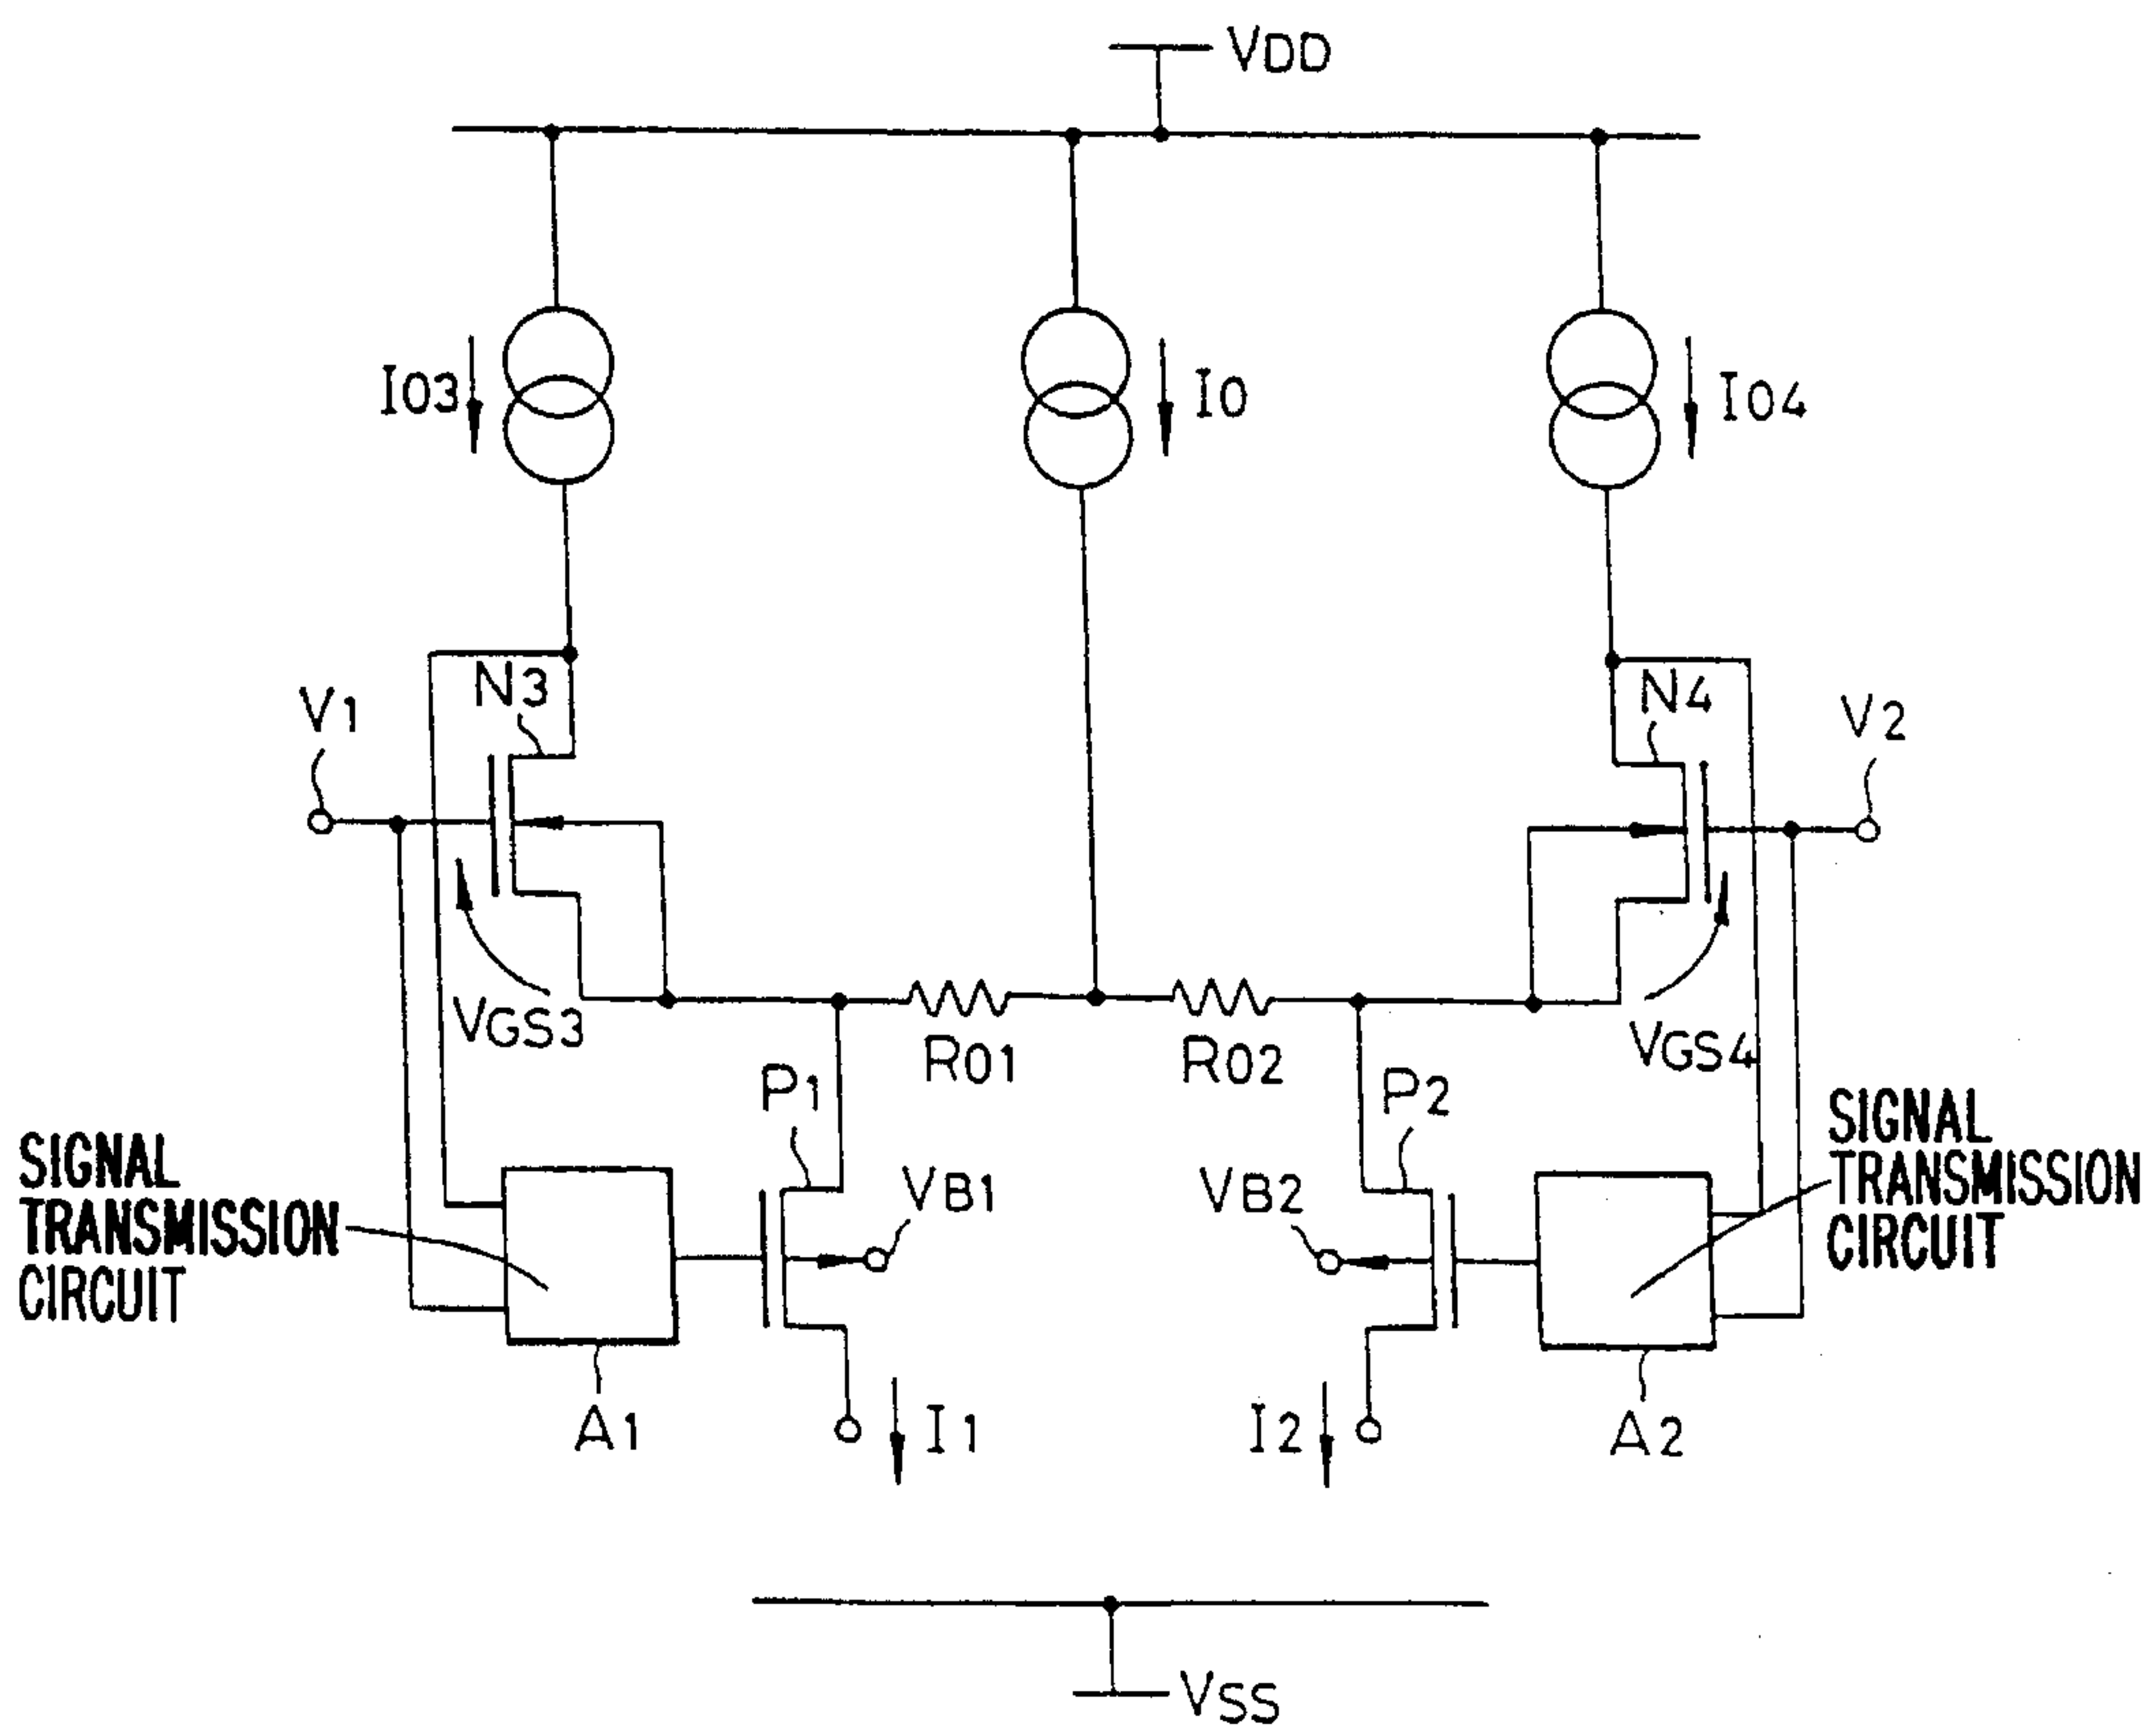 VDD
I03
I0
I04
N3
N4
V1
V2
VGS3
R01
R02
VGS4
P1
P2
SIGNAL
TRANSMISSION
CIRCUIT
VB1
VB2
SIGNAL
TRANSMISSION
CIRCUIT
A1
I1
I2
A2
VSS